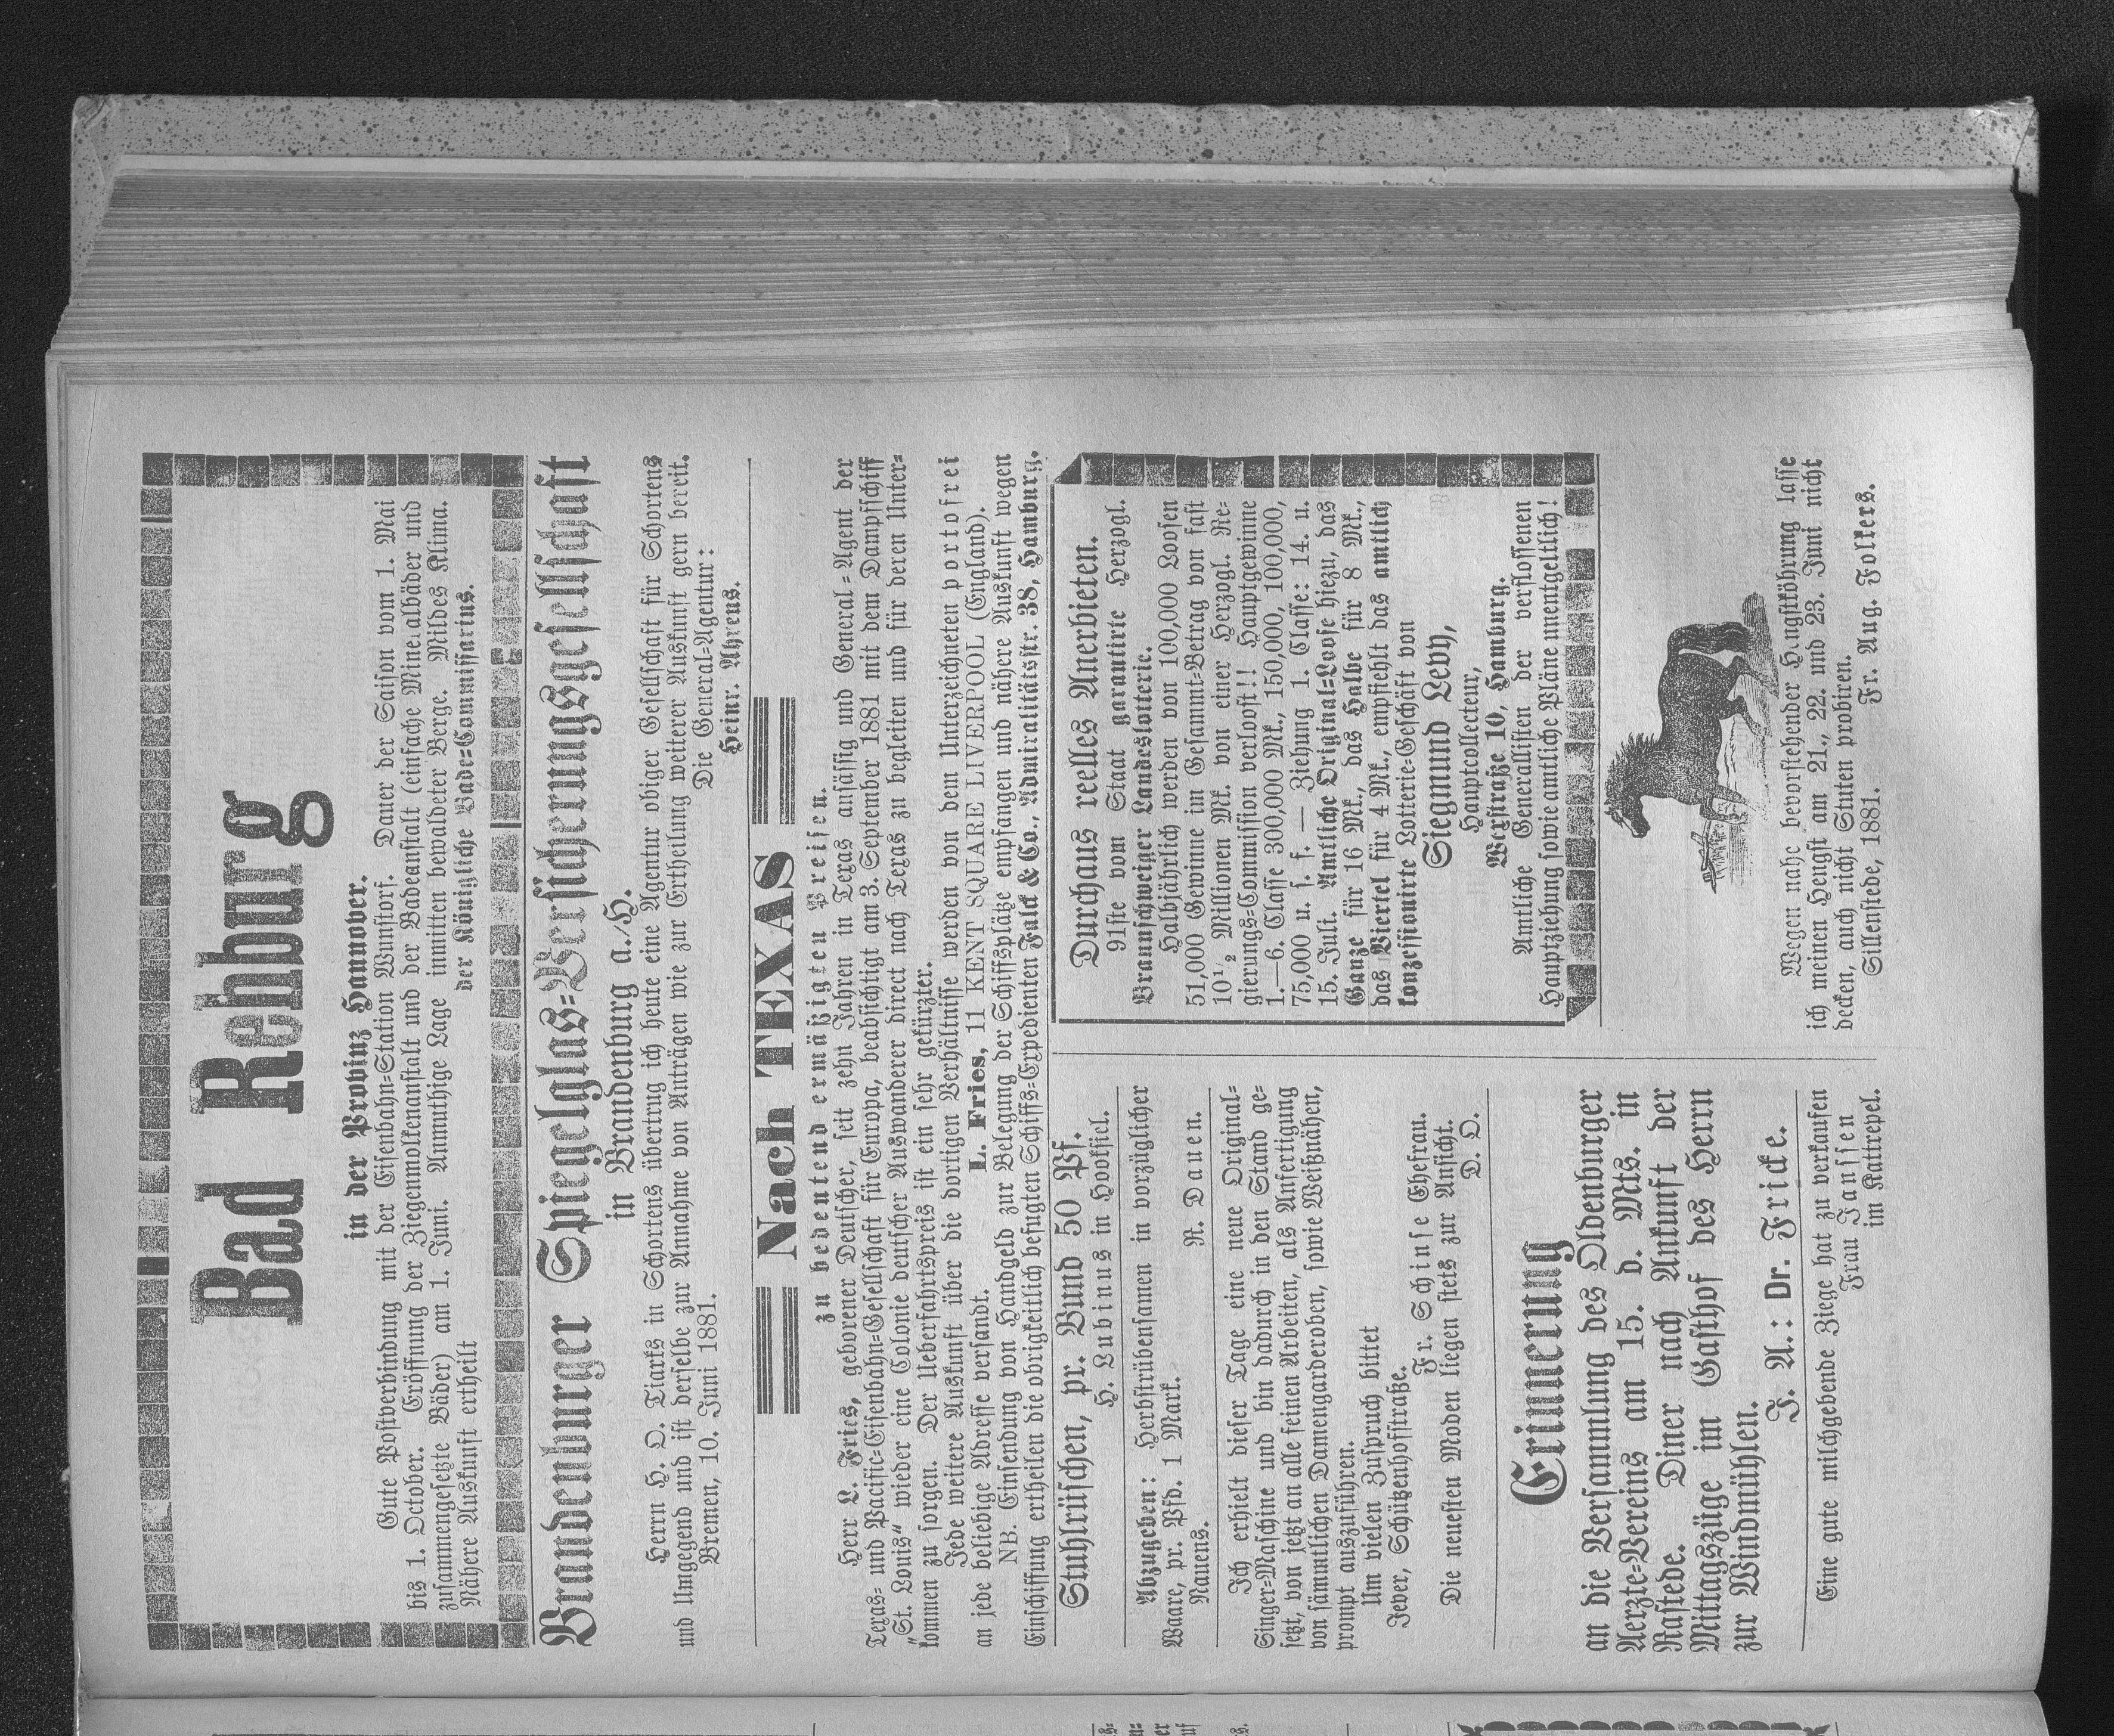 Bad Rehburg
in der Provinz Hannover.
Gute Postverbindung mit der Eisenbahn-Station Wunstorf. Dauer der Saison vom 1. Mai
bis 1. October. Eröffnung der Ziegenmolkenanstalt und der Badeanstalt (einfache Mineralbäder und
zusammengesetzte Bäder) am 1. Juni. Anmuthige Lage inmitten bewaldeter Berge. Mildes Klima.
Nähere Auskunft ertheilt der Königliche Bade-Commissarius.
Brandenburger Spiegelglas-Versicherungsgesellschaft
in Brandenburg a./H.
Herrn H. O. Tiarks in Schortens übertrug ich heute eine Agentur obiger Gesellschaft für Schortens
und Umgegend und ist derselbe zur Annahme von Anträgen wie zur Ertheilung weiterer Auskunft gern bereit.
Bremen, 10. Juni 1881.
Die General-Agentur:
Heinr. Ahrens.
Nach TEXAS
zu bedeutend ermäßigten Preisen.
Herr L. Fries, geborener Deutscher, seit zehn Jahren in Texas ansässig und General-Agent der
Texas- und Pacific-Eisenbahn-Gesellschaft für Europa, beabsichtigt am 3. September 1881 mit dem Dampfschiff
„St. Louis“ wieder eine Colonie deutscher Auswanderer direct nach Texas zu begleiten und für deren Unter-
kommen zu sorgen. Der Ueberfahrtspreis ist ein sehr gekürzter.
Jede weitere Auskunft über die dortigen Verhältnisse werden von dem Unterzeichneten portofrei
an jede beliebige Adresse versandt.
L. Fries, 11 KENT SQUARE LIVERPOOL (England).
NB. Einsendung von Handgeld zur Belegung der Schiffsplätze empfangen und nähere Auskunft wegen
Einschiffung ertheilen die obrigkeitlich befugten Schiffs-Expedienten Falck & Co., Admiralitätsstr. 38, Hamburg.
Stuhlrüschen, pr. Bund 50 Pf.
H. Lubinus in Hooksiel.
Abzugeben: Herbstrübensamen in vorzüglicher
Waare, pr. Pfd. 1 Mark.
Nauens. R. Dauen.
Ich erhielt dieser Tage eine neue Original-
Singer-Maschine und bin dadurch in den Stand ge-
setzt, von jetzt an alle feinen Arbeiten, als Anfertigung
von sämmtlichen Damengarderoben, sowie Weißnähen,
prompt auszuführen.
Um vielen Zuspruch bittet
Jever, Schützenhofstraße.
Fr. Schinse Ehefrau.
Die neuesten Moden liegen stets zur Ansicht.
D. O.
Erinnerung
an die Versammlung des Oldenburger
Aerzte-Vereins am 15. d. Mts. in
Rastede. Diner nach Ankunft der
Mittagszüge im Gasthof des Herrn
zur Windmühlen.
J. A.: Dr. Fricke.
Eine gute milchgebende Ziege hat zu verkaufen
Frau Janssen
im Kattrepel.
Durchaus reelles Anerbieten.
91ste vom Staat garantirte Herzogl.
Braunschweiger Landeslotterie.
Halbjährlich werden von 100,000 Loosen
51,000 Gewinne im Gesammt-Betrag von fast
10½ Millionen Mk. von einer Herzogl. Re-
gierungs-Commission verloost!! Hauptgewinne
1.—6. Classe 300,000 Mk., 150,000, 100,000,
75,000 u. s. f. — Ziehung 1. Classe: 14. u.
15. Juli. Amtliche Original-Loose hiezu, das
Ganze für 16 Mk., das Halbe für 8 Mk.,
das Viertel für 4 Mk., empfiehlt das amtlich
konzessionirte Lotterie-Geschäft von
Siegmund Levy,
Hauptcollecteur,
Wexstraße 10, Hamburg.
Amtliche Generallisten der verflossenen
Hauptziehung sowie amtliche Pläne unentgeltlich!
Wegen nahe bevorstehender Hengstköhrung lasse
ich meinen Hengst am 21., 22. und 23. Juni nicht
decken, auch nicht Stuten probiren.
Sillenstede, 1881.
Fr. Aug. Folkers.